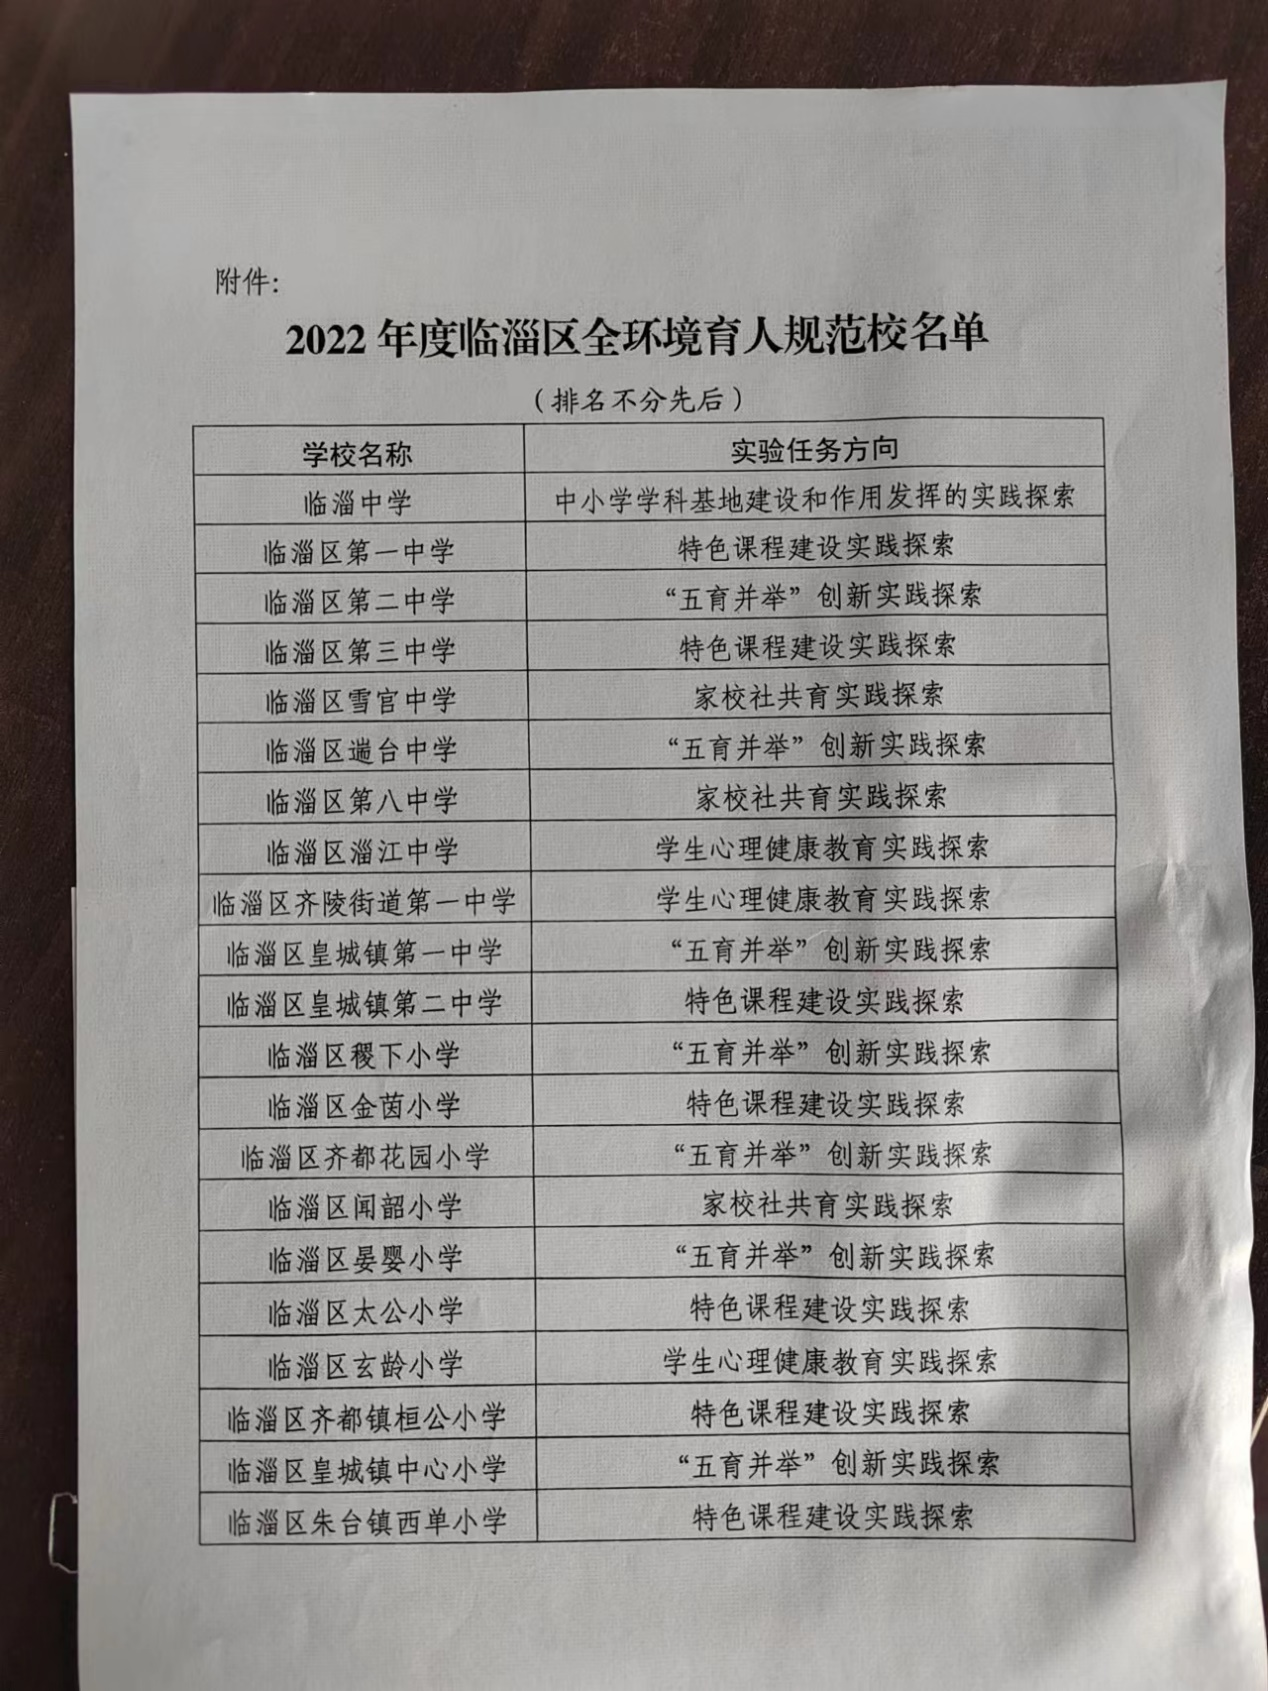 附件:
2022 年度临淄区全环境育人规范校名单
（排名不分先后）
学校名称 实验任务方向
临淄中学 中小学学科基地建设和作用发挥的实践探索
临淄区第一中学 特色课程建设实践探索
临淄区第二中学 “五育并举”创新实践探索
临淄区第三中学 特色课程建设实践探索
临淄区雪宫中学 家校社共育实践探索
临淄区遄台中学 “五育并举”创新实践探索
临淄区第八中学 家校社共育实践探索
临淄区淄江中学 学生心理健康教育实践探索
临淄区齐陵街道第一中学 学生心理健康教育实践探索
临淄区皇城镇第一中学 “五育并举”创新实践探索
临淄区皇城镇第二中学 特色课程建设实践探索
临淄区稷下小学 “五育并举”创新实践探索
临淄区金茵小学 特色课程建设实践探索
临淄区齐都花园小学 “五育并举”创新实践探索
临淄区闻韶小学 家校社共育实践探索
临淄区晏婴小学 “五育并举”创新实践探索
临淄区太公小学 特色课程建设实践探索
临淄区玄龄小学 学生心理健康教育实践探索
临淄区齐都镇桓公小学 特色课程建设实践探索
临淄区皇城镇中心小学 “五育并举”创新实践探索
临淄区朱台镇西单小学 特色课程建设实践探索